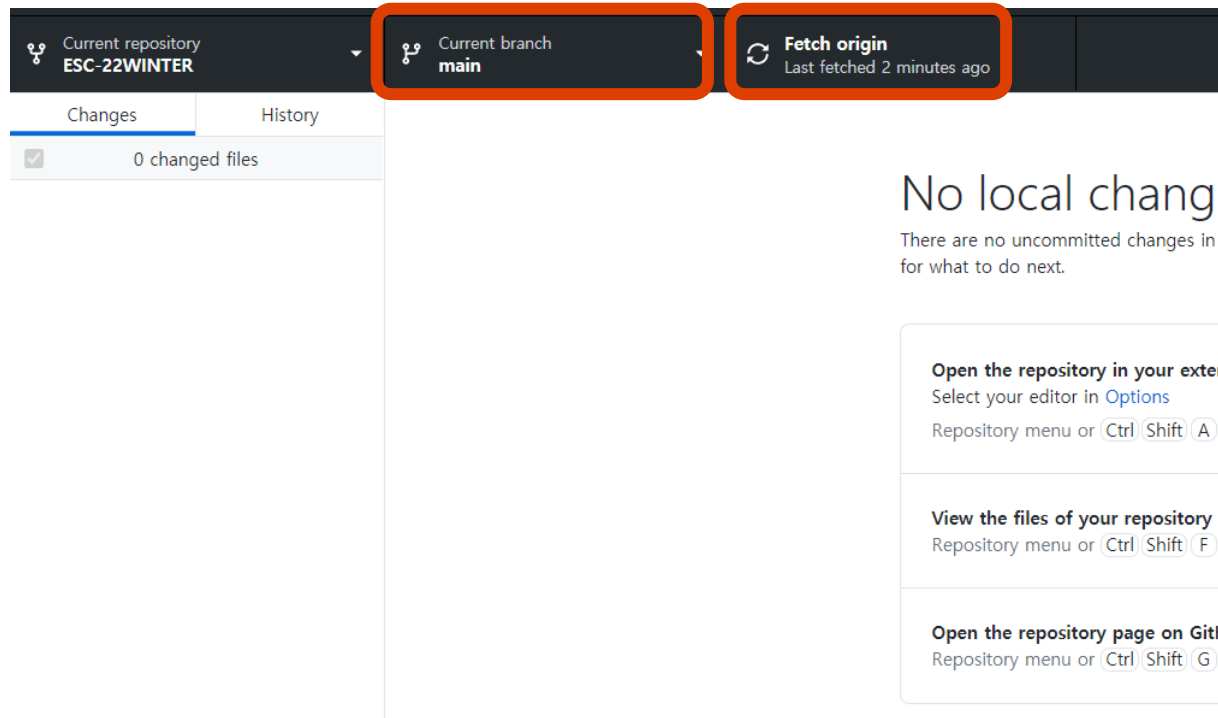 Current repository
ESC-22WINTER
Current branch
main
Fetch origin
Last fetched 2 minutes ago
Changes
History
0 changed files
No local chang
There are no uncommitted changes in
for what to do next.
Open the repository in your exte
Select your editor in Options
Repository menu or Ctrl Shift A
View the files of your repository
Repository menu or Ctrl Shift F
Open the repository page on Git
Repository menu or Ctrl Shift G